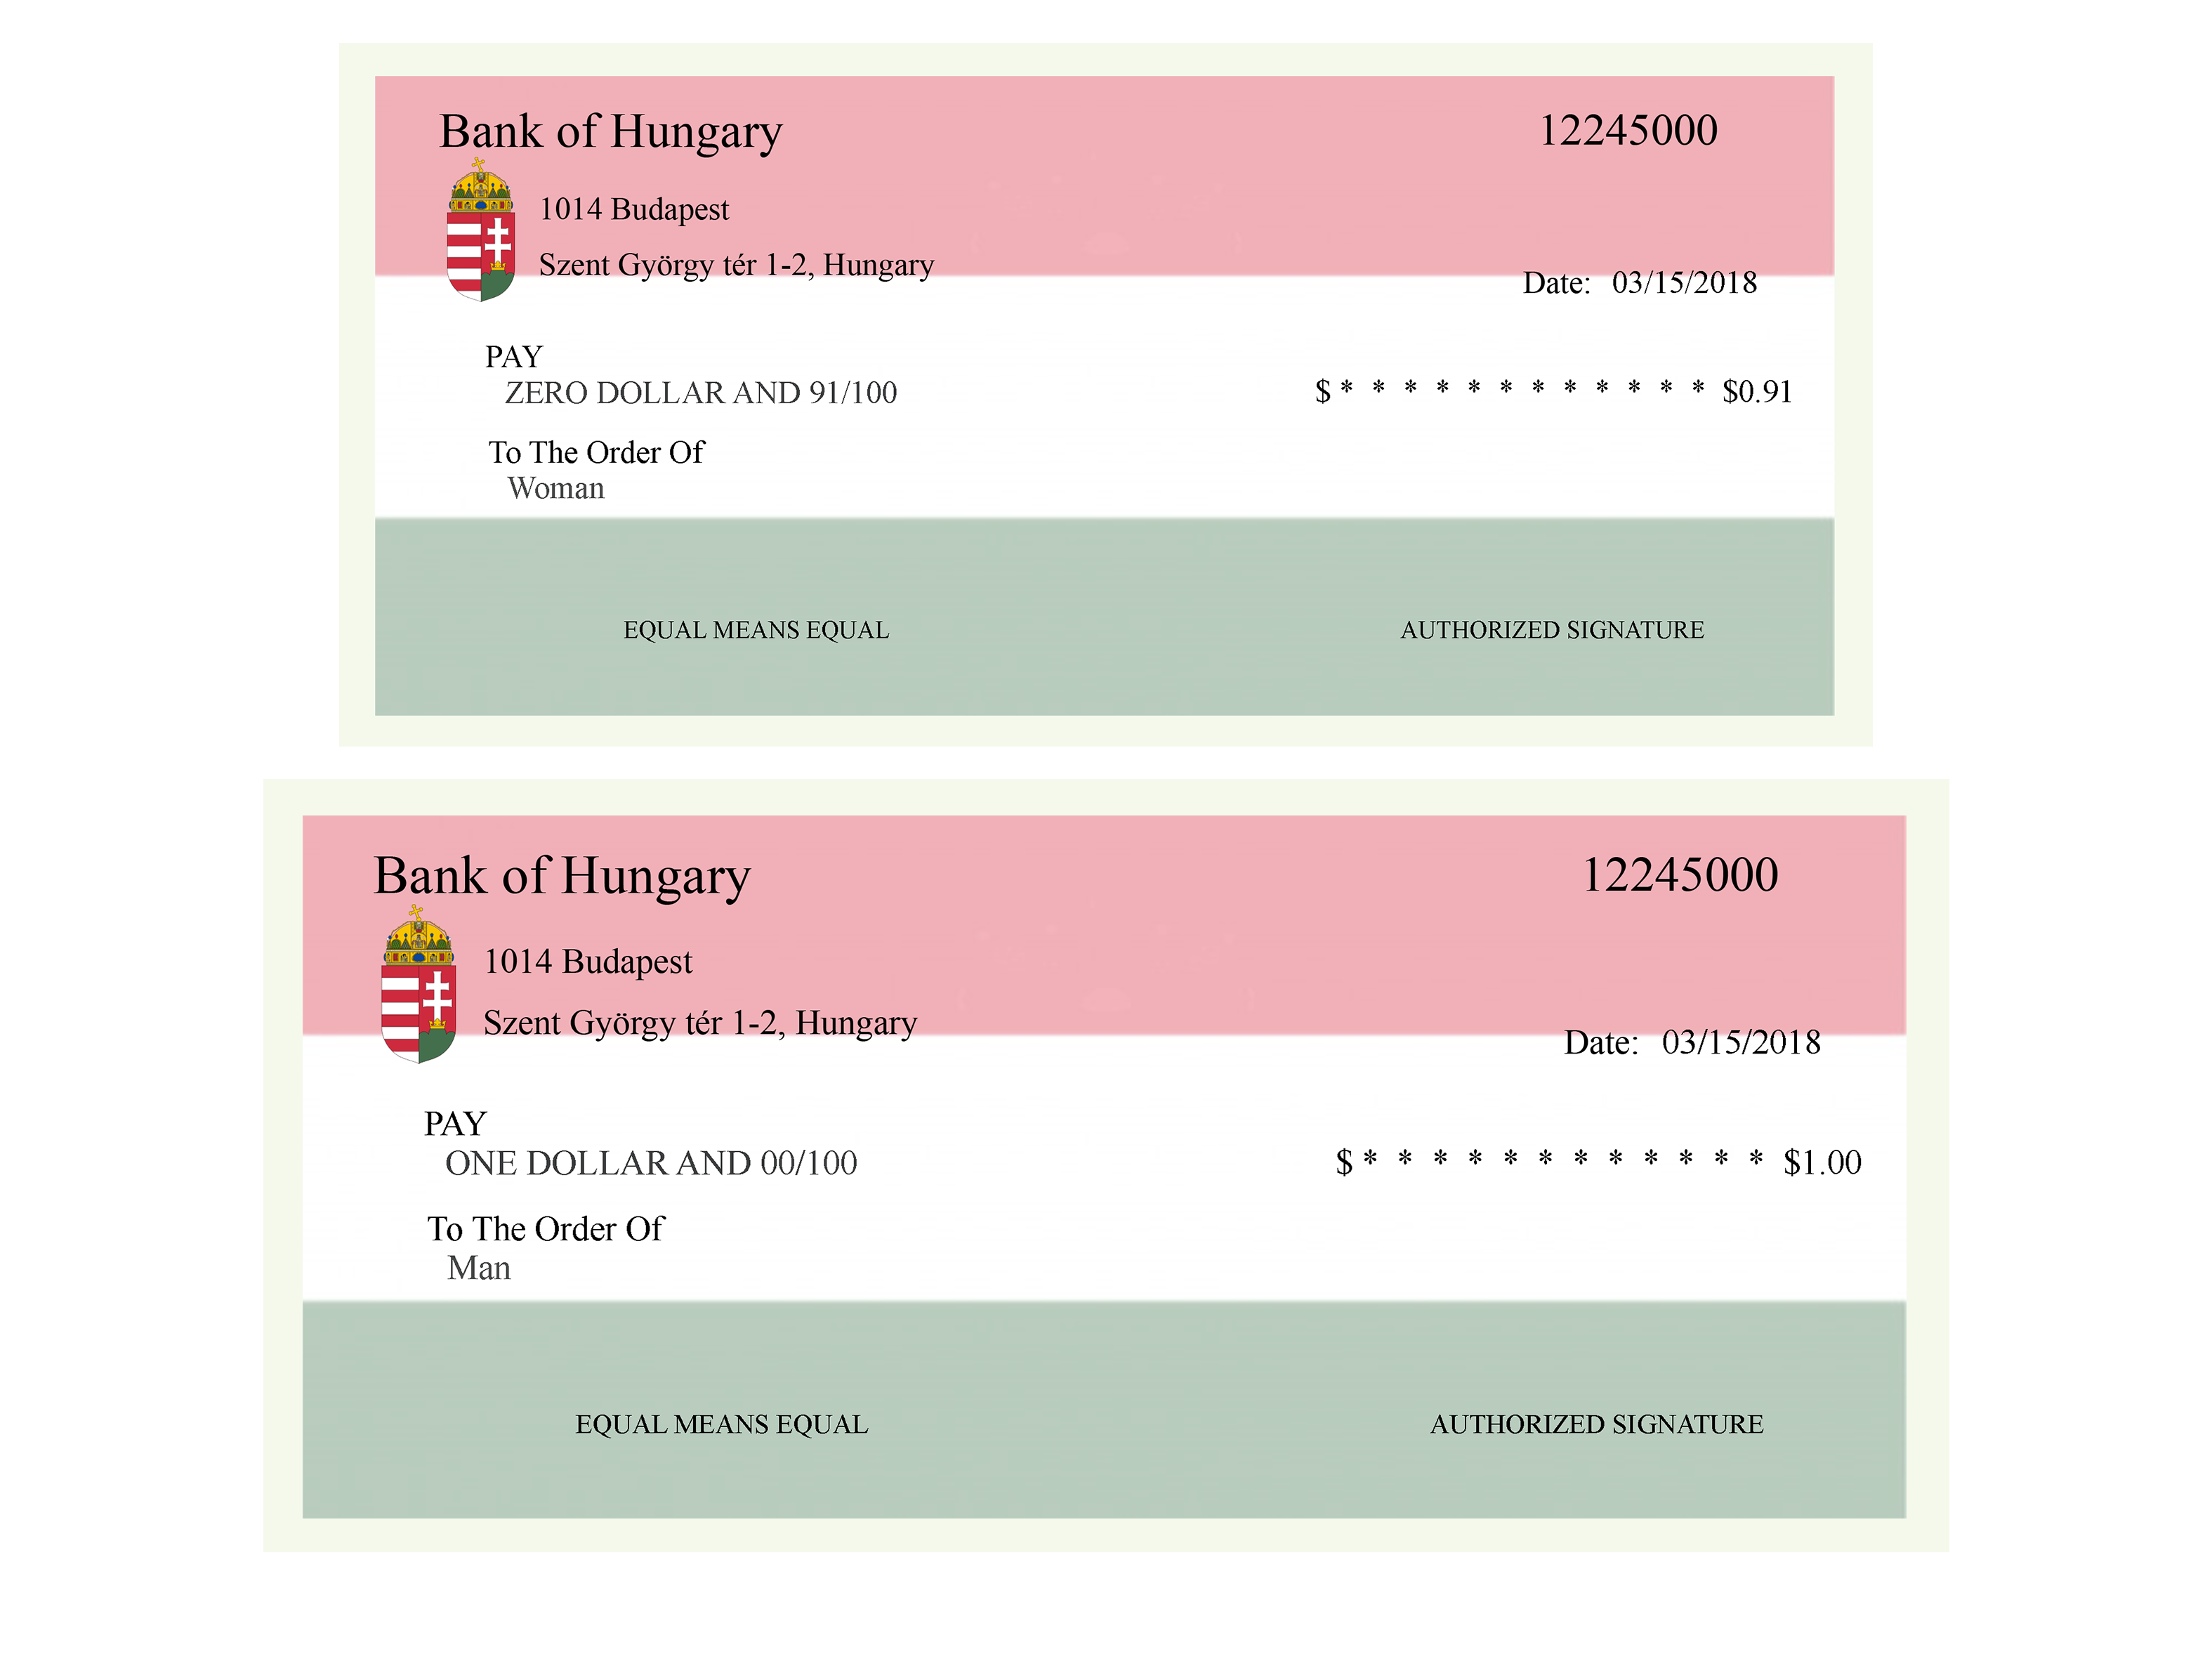 Bank of Hungary 12245000
1014 Budapest
Szent György tér 1-2, Hungary
Date: 03/15/2018
PAY
ZERO DOLLAR AND 91/100 $ * * * * * * * * * * * * $0.91
To The Order Of
Woman
EQUAL MEANS EQUAL AUTHORIZED SIGNATURE
Bank of Hungary 12245000
1014 Budapest
Szent György tér 1-2, Hungary
Date: 03/15/2018
PAY
ONE DOLLAR AND 00/100 $ * * * * * * * * * * * * $1.00
To The Order Of
Man
EQUAL MEANS EQUAL AUTHORIZED SIGNATURE